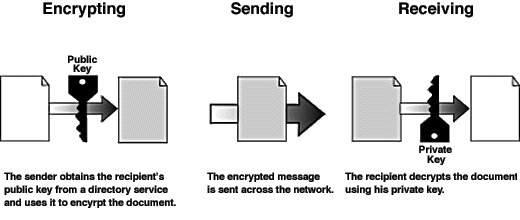 Encrypting
Sending
Receiving
Public
Key
Private
Key
The sender obtains the recipient's
public key from a directory service
and uses it to encyrpt the document.
The encrypted message
is sent across the network.
The recipient decrypts the document
using his private key.